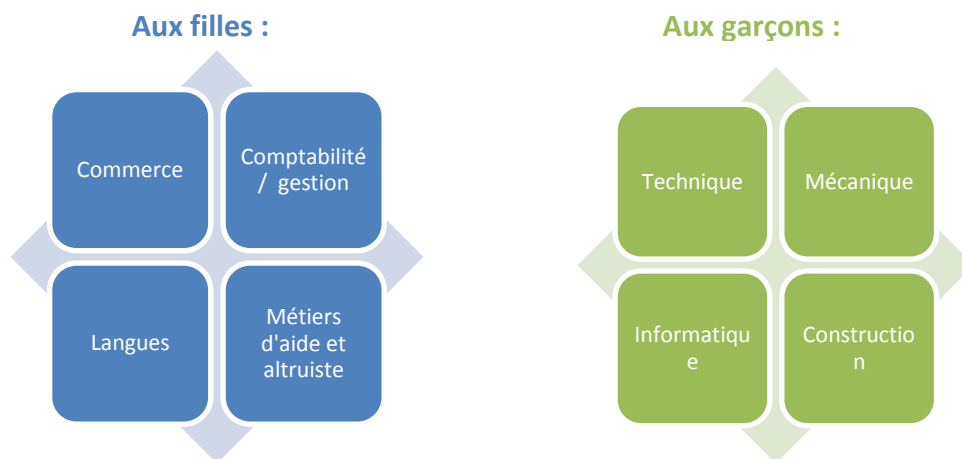 Aux filles :
Commerce
Comptabilité
/ gestion
Langues
Métiers
d'aide et
altruiste
Aux garçons :
Technique
Mécanique
Informatiqu
e
Constructio
n